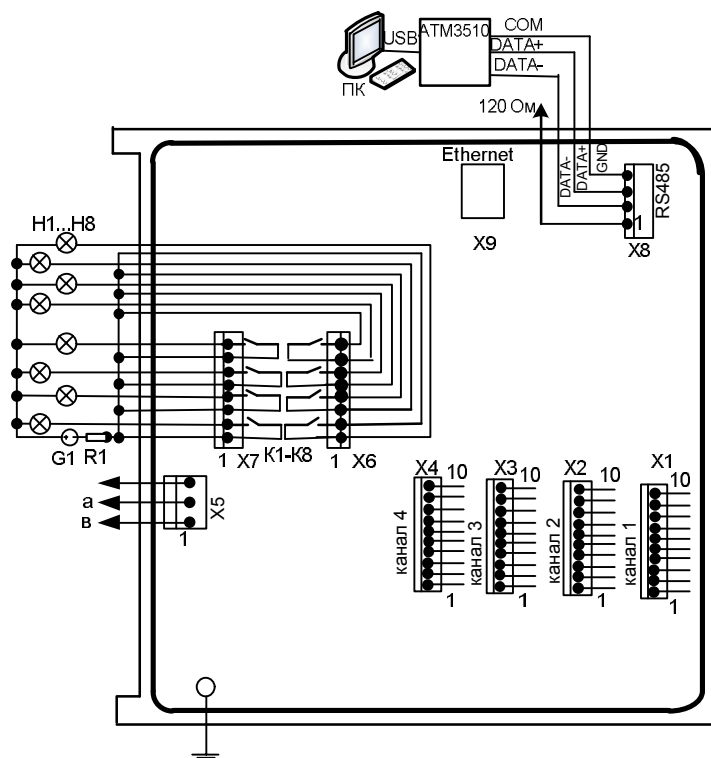 COM
USB
ATM3510
DATA+
DATA-
ПК
120 Ом
Ethernet
DATA-
DATA+
GND
RS485
1
X9
X8
H1...H8
G1
R1
1
X7
К1-К8
1
X6
а
в
1
X5
X4
10
X3
10
X2
10
X1
10
канал 4
канал 3
канал 2
канал 1
1
1
1
1